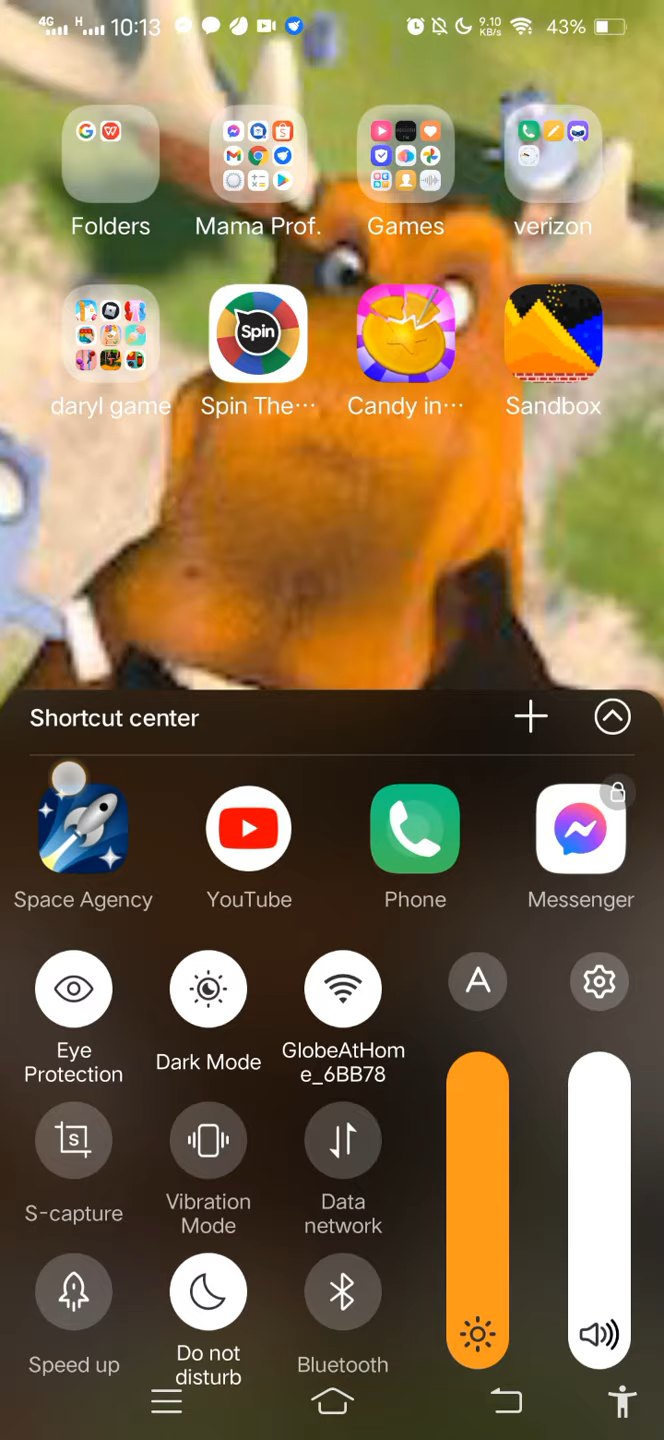 4G H 10:13 9.10 KB/s 43%
Folders Mama Prof. Games verizon
Spin
daryl game Spin The··· Candy in··· Sandbox
Shortcut center
Space Agency YouTube Phone Messenger
A
Eye Protection
Dark Mode
GlobeAtHom
e_6BB78
S
S-capture
Vibration
Mode
Data
network
Speed up
Do not
disturb
Bluetooth